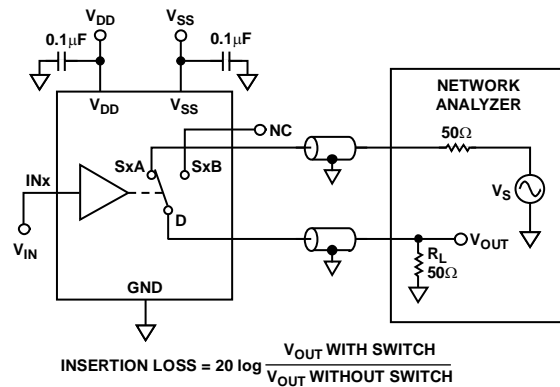 VDD
VSS
0.1µF
0.1µF
VDD
VSS
NETWORK
ANALYZER
NC
50Ω
SxA
SxB
INx
VS
D
VOUT
VIN
RL
50Ω
GND
INSERTION LOSS = 20 log VOUT WITH SWITCH
VOUT WITHOUT SWITCH